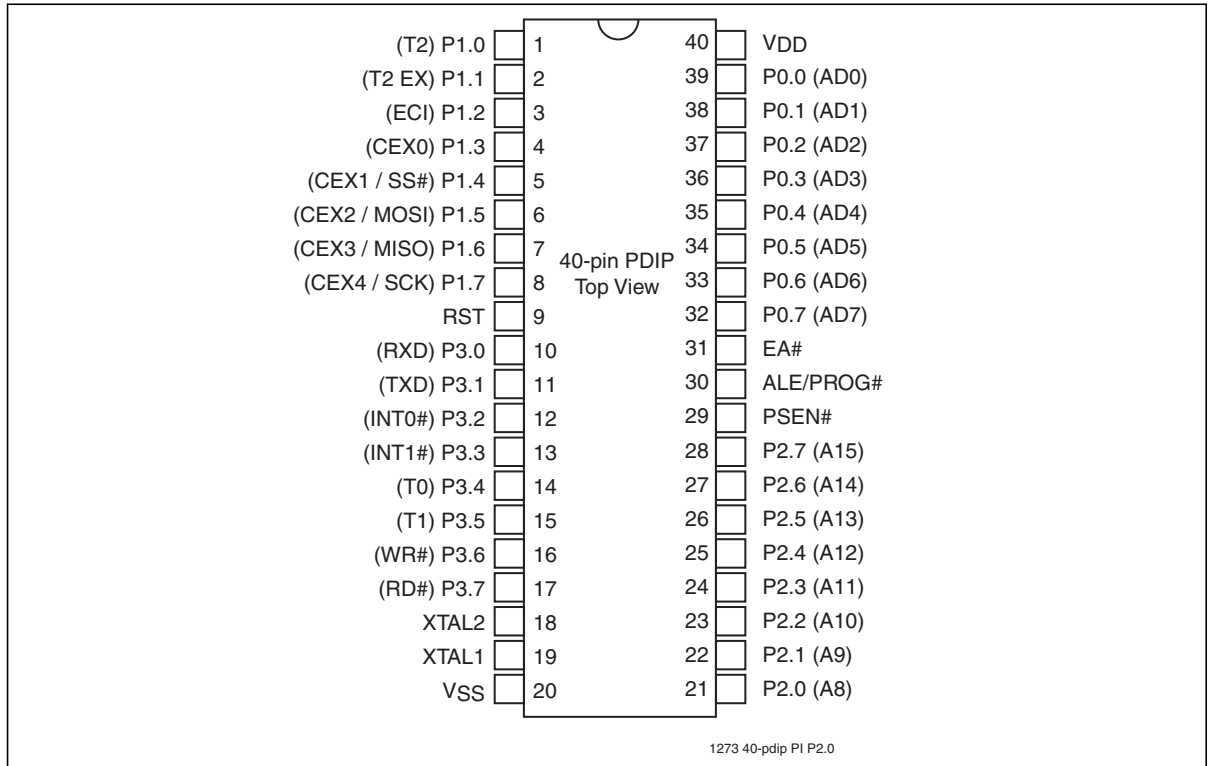 (T2) P1.0 1 40 VDD
(T2 EX) P1.1 2 39 P0.0 (AD0)
(ECI) P1.2 3 38 P0.1 (AD1)
(CEX0) P1.3 4 37 P0.2 (AD2)
(CEX1 / SS#) P1.4 5 36 P0.3 (AD3)
(CEX2 / MOSI) P1.5 6 35 P0.4 (AD4)
(CEX3 / MISO) P1.6 7 34 P0.5 (AD5)
40-pin PDIP
(CEX4 / SCK) P1.7 8 Top View 33 P0.6 (AD6)
RST 9 32 P0.7 (AD7)
(RXD) P3.0 10 31 EA#
(TXD) P3.1 11 30 ALE/PROG#
(INT0#) P3.2 12 29 PSEN#
(INT1#) P3.3 13 28 P2.7 (A15)
(T0) P3.4 14 27 P2.6 (A14)
(T1) P3.5 15 26 P2.5 (A13)
(WR#) P3.6 16 25 P2.4 (A12)
(RD#) P3.7 17 24 P2.3 (A11)
XTAL2 18 23 P2.2 (A10)
XTAL1 19 22 P2.1 (A9)
VSS 20 21 P2.0 (A8)
1273 40-pdip PI P2.0